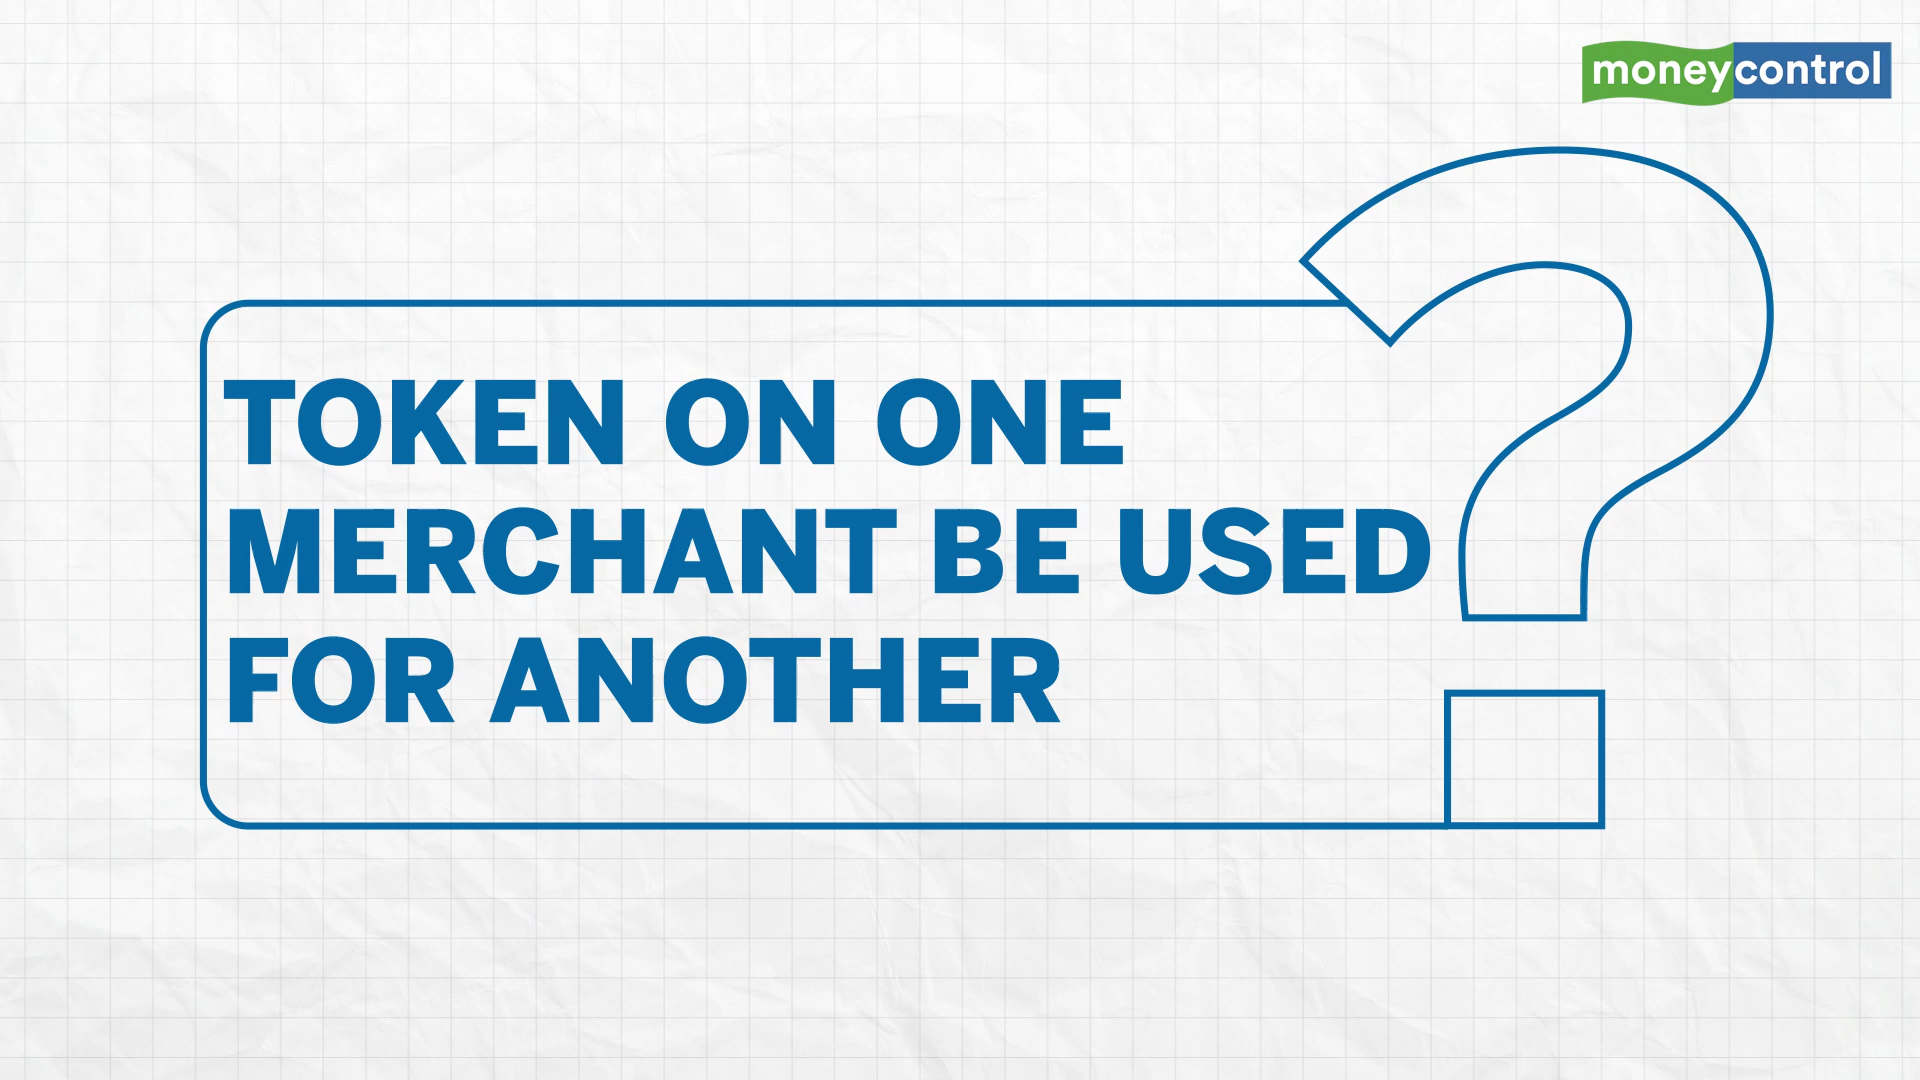 moneycontrol
TOKEN ON ONE
MERCHANT BE USED
FOR ANOTHER
?